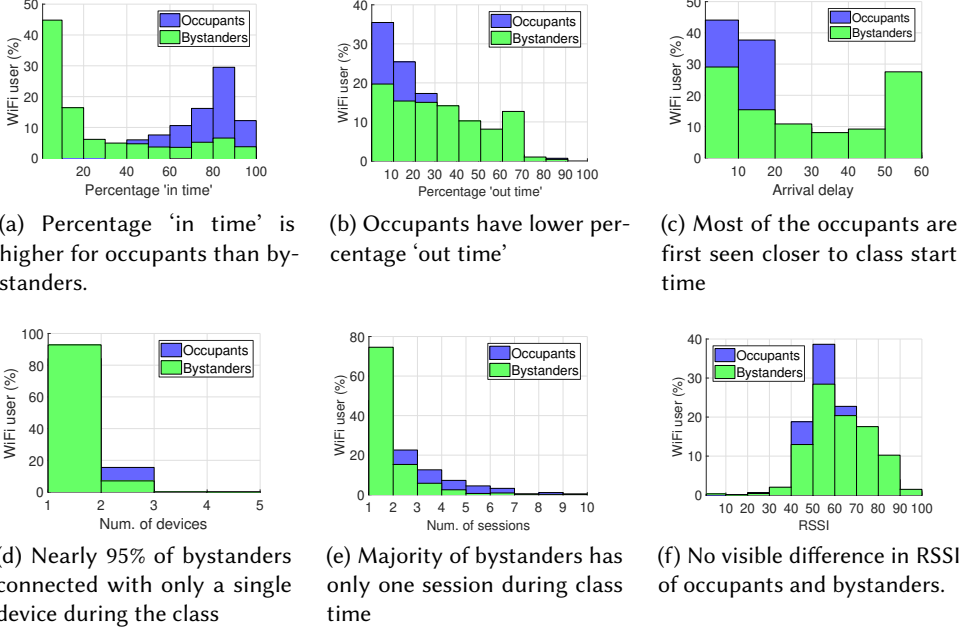 50
40
30
20
10
0
WiFi user (%)
Occupants
Bystanders
20 40 60 80 100
Percentage 'in time'
(a) Percentage ‘in time’ is
higher for occupants than by-
standers.
40
30
20
10
0
WiFi user (%)
Occupants
Bystanders
10 20 30 40 50 60 70 80 90 100
Percentage 'out time'
(b) Occupants have lower per-
centage ‘out time’
50
40
30
20
10
0
WiFi user (%)
Occupants
Bystanders
10 20 30 40 50 60
Arrival delay
(c) Most of the occupants are
first seen closer to class start
time
100
80
60
40
20
0
WiFi user (%)
Occupants
Bystanders
1 2 3 4 5
Num. of devices
(d) Nearly 95% of bystanders
connected with only a single
device during the class
80
60
40
20
0
WiFi user (%)
Occupants
Bystanders
1 2 3 4 5 6 7 8 9 10
Num. of sessions
(e) Majority of bystanders has
only one session during class
time
40
30
20
10
0
WiFi user (%)
Occupants
Bystanders
10 20 30 40 50 60 70 80 90 100
RSSI
(f) No visible difference in RSSI
of occupants and bystanders.